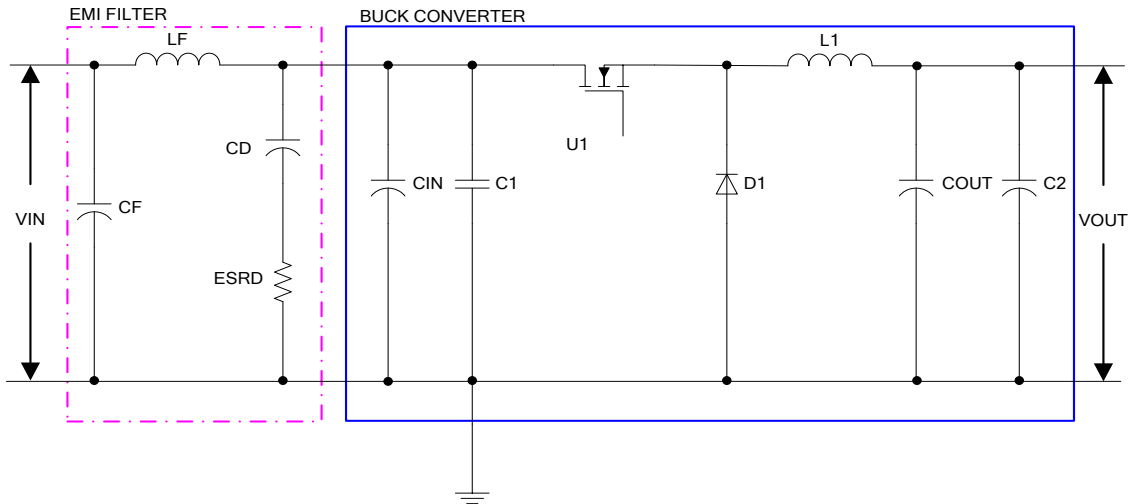 EMI FILTER
BUCK CONVERTER
LF
L1
U1
CD
CIN
C1
D1
COUT
C2
CF
VIN
VOUT
ESRD